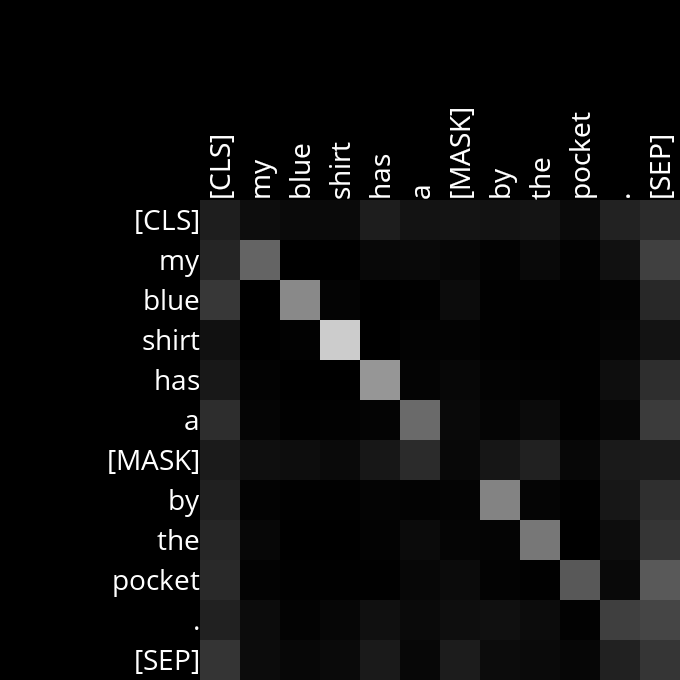 [CLS] my blue shirt has a [MASK] by the pocket . [SEP]
[CLS]
my
blue
shirt
has
a
[MASK]
by
the
pocket
.
[SEP]